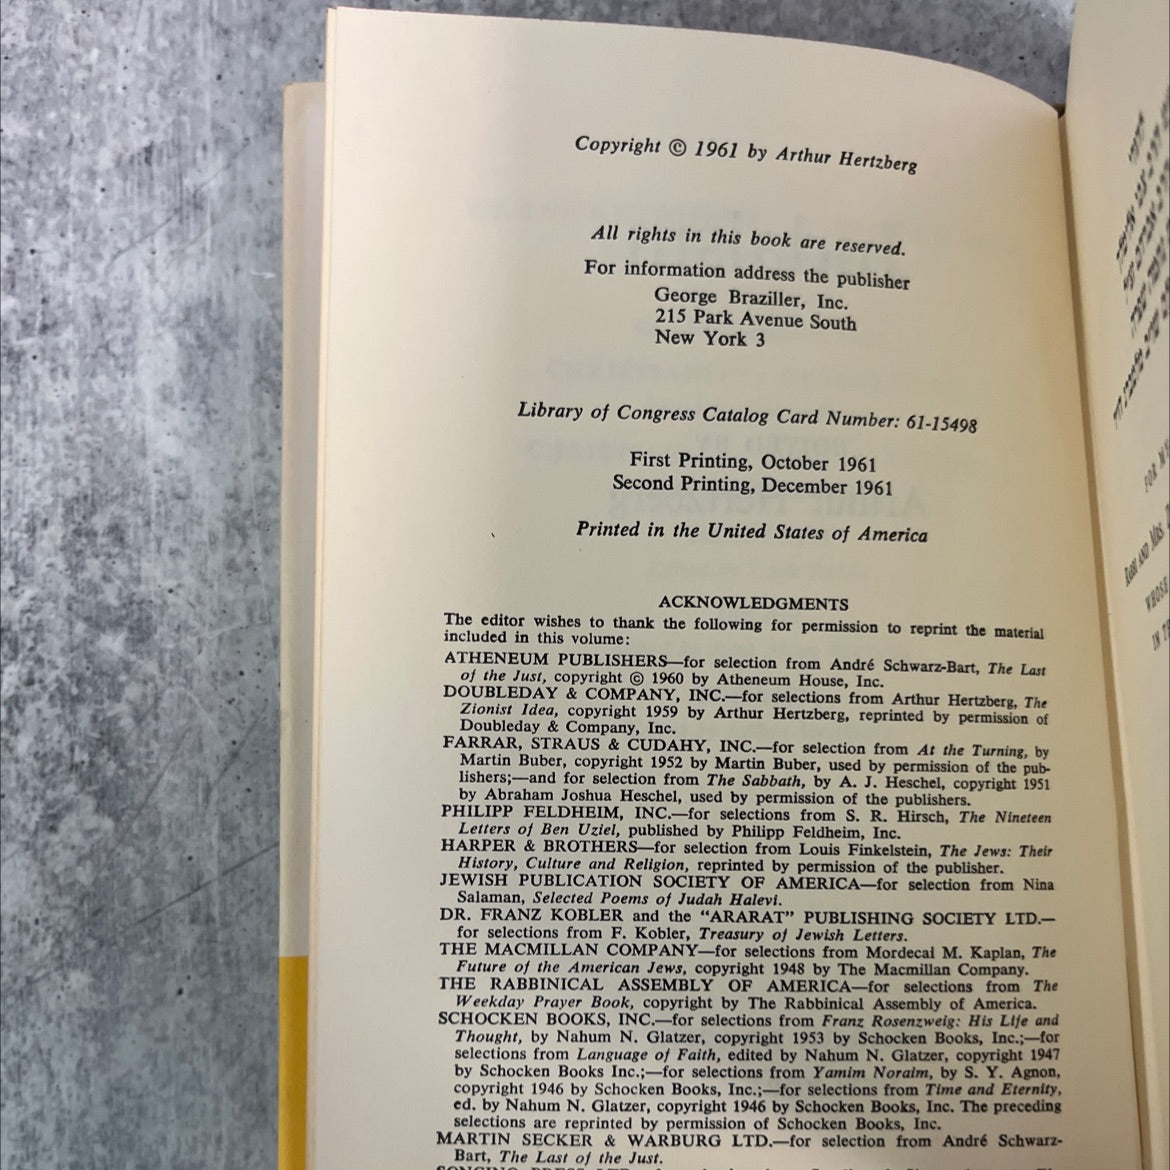 Copyright © 1961 by Arthur Hertzberg
All rights in this book are reserved.
For information address the publisher
George Braziller, Inc.
215 Park Avenue South
New York 3
Library of Congress Catalog Card Number: 61-15498
First Printing, October 1961
Second Printing, December 1961
Printed in the United States of America
ACKNOWLEDGMENTS
The editor wishes to thank the following for permission to reprint the material
included in this volume:
ATHENEUM PUBLISHERS—for selection from André Schwarz-Bart, The Last
of the Just, copyright © 1960 by Atheneum House, Inc.
DOUBLEDAY & COMPANY, INC.—for selections from Arthur Hertzberg, The
Zionist Idea, copyright 1959 by Arthur Hertzberg, reprinted by permission of
Doubleday & Company, Inc.
FARRAR, STRAUS & CUDAHY, INC.—for selection from At the Turning, by
Martin Buber, copyright 1952 by Martin Buber, used by permission of the pub-
lishers;—and for selection from The Sabbath, by A. J. Heschel, copyright 1951
by Abraham Joshua Heschel, used by permission of the publishers.
PHILIPP FELDHEIM, INC.—for selections from S. R. Hirsch, The Nineteen
Letters of Ben Uziel, published by Philipp Feldheim, Inc.
HARPER & BROTHERS—for selection from Louis Finkelstein, The Jews: Their
History, Culture and Religion, reprinted by permission of the publisher.
JEWISH PUBLICATION SOCIETY OF AMERICA—for selection from Nina
Salaman, Selected Poems of Judah Halevi.
DR. FRANZ KOBLER and the “ARARAT” PUBLISHING SOCIETY LTD.—
for selections from F. Kobler, Treasury of Jewish Letters.
THE MACMILLAN COMPANY—for selections from Mordecai M. Kaplan, The
Future of the American Jews, copyright 1948 by The Macmillan Company.
THE RABBINICAL ASSEMBLY OF AMERICA—for selections from The
Weekday Prayer Book, copyright by The Rabbinical Assembly of America.
SCHOCKEN BOOKS, INC.—for selections from Franz Rosenzweig: His Life and
Thought, by Nahum N. Glatzer, copyright 1953 by Schocken Books, Inc.;—for
selections from Language of Faith, edited by Nahum N. Glatzer, copyright 1947
by Schocken Books Inc.;—for selections from Yamim Noraim, by S. Y. Agnon,
copyright 1946 by Schocken Books, Inc.;—for selections from Time and Eternity,
ed. by Nahum N. Glatzer, copyright 1946 by Schocken Books, Inc. The preceding
selections are reprinted by permission of Schocken Books, Inc.
MARTIN SECKER & WARBURG LTD.—for selection from André Schwarz-
Bart, The Last of the Just.
FOR MY
RABBI AND MRS.
WHOSE
IN